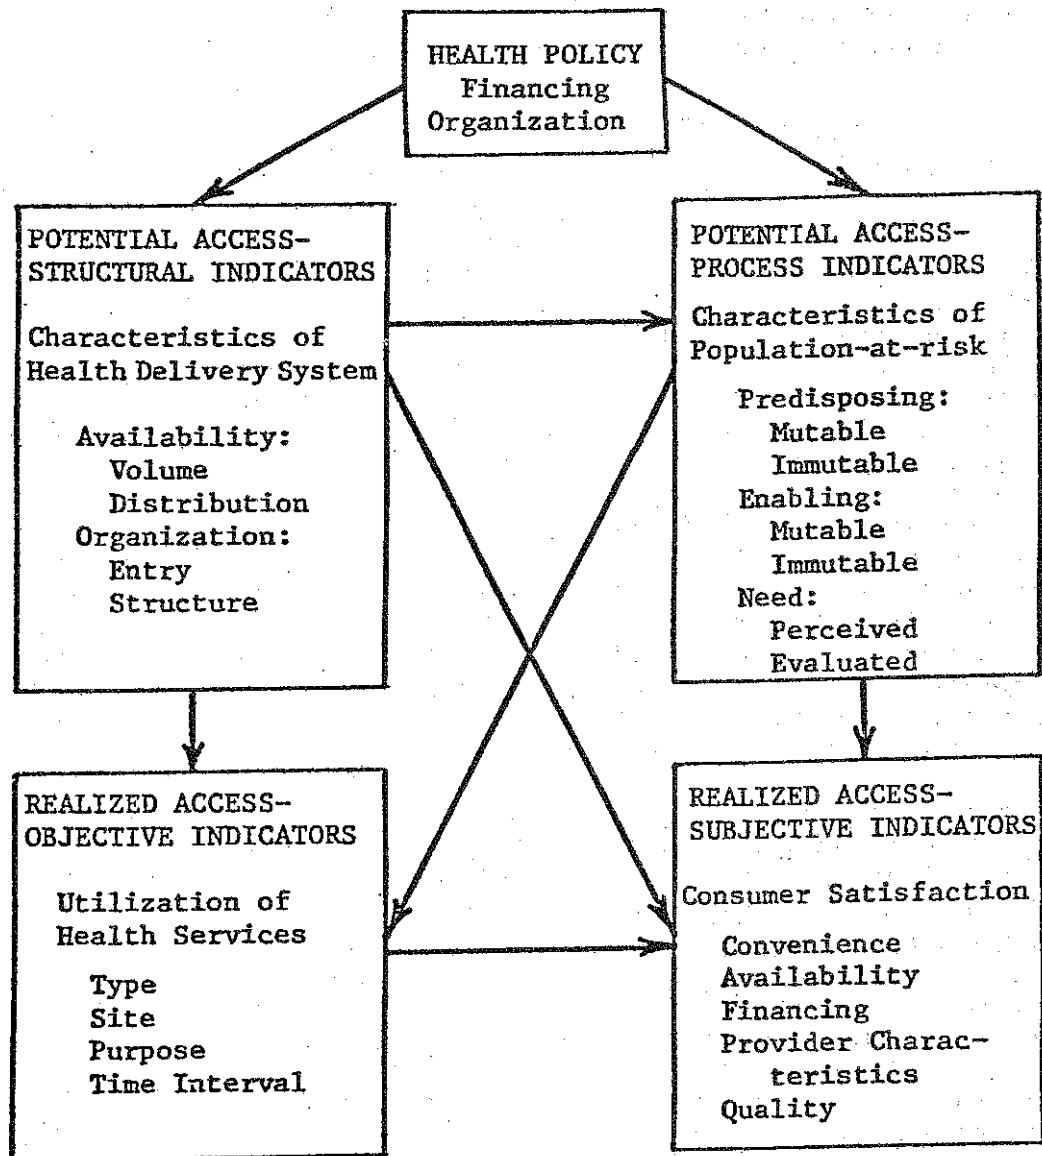 HEALTH POLICY
Financing
Organization
POTENTIAL ACCESS-
STRUCTURAL INDICATORS
Characteristics of
Health Delivery System
Availability:
Volume
Distribution
Organization:
Entry
Structure
POTENTIAL ACCESS-
PROCESS INDICATORS
Characteristics of
Population-at-risk
Predisposing:
Mutable
Immutable
Enabling:
Mutable
Immutable
Need:
Perceived
Evaluated
REALIZED ACCESS-
OBJECTIVE INDICATORS
Utilization of
Health Services
Type
Site
Purpose
Time Interval
REALIZED ACCESS-
SUBJECTIVE INDICATORS
Consumer Satisfaction
Convenience
Availability
Financing
Provider Charac-
teristics
Quality